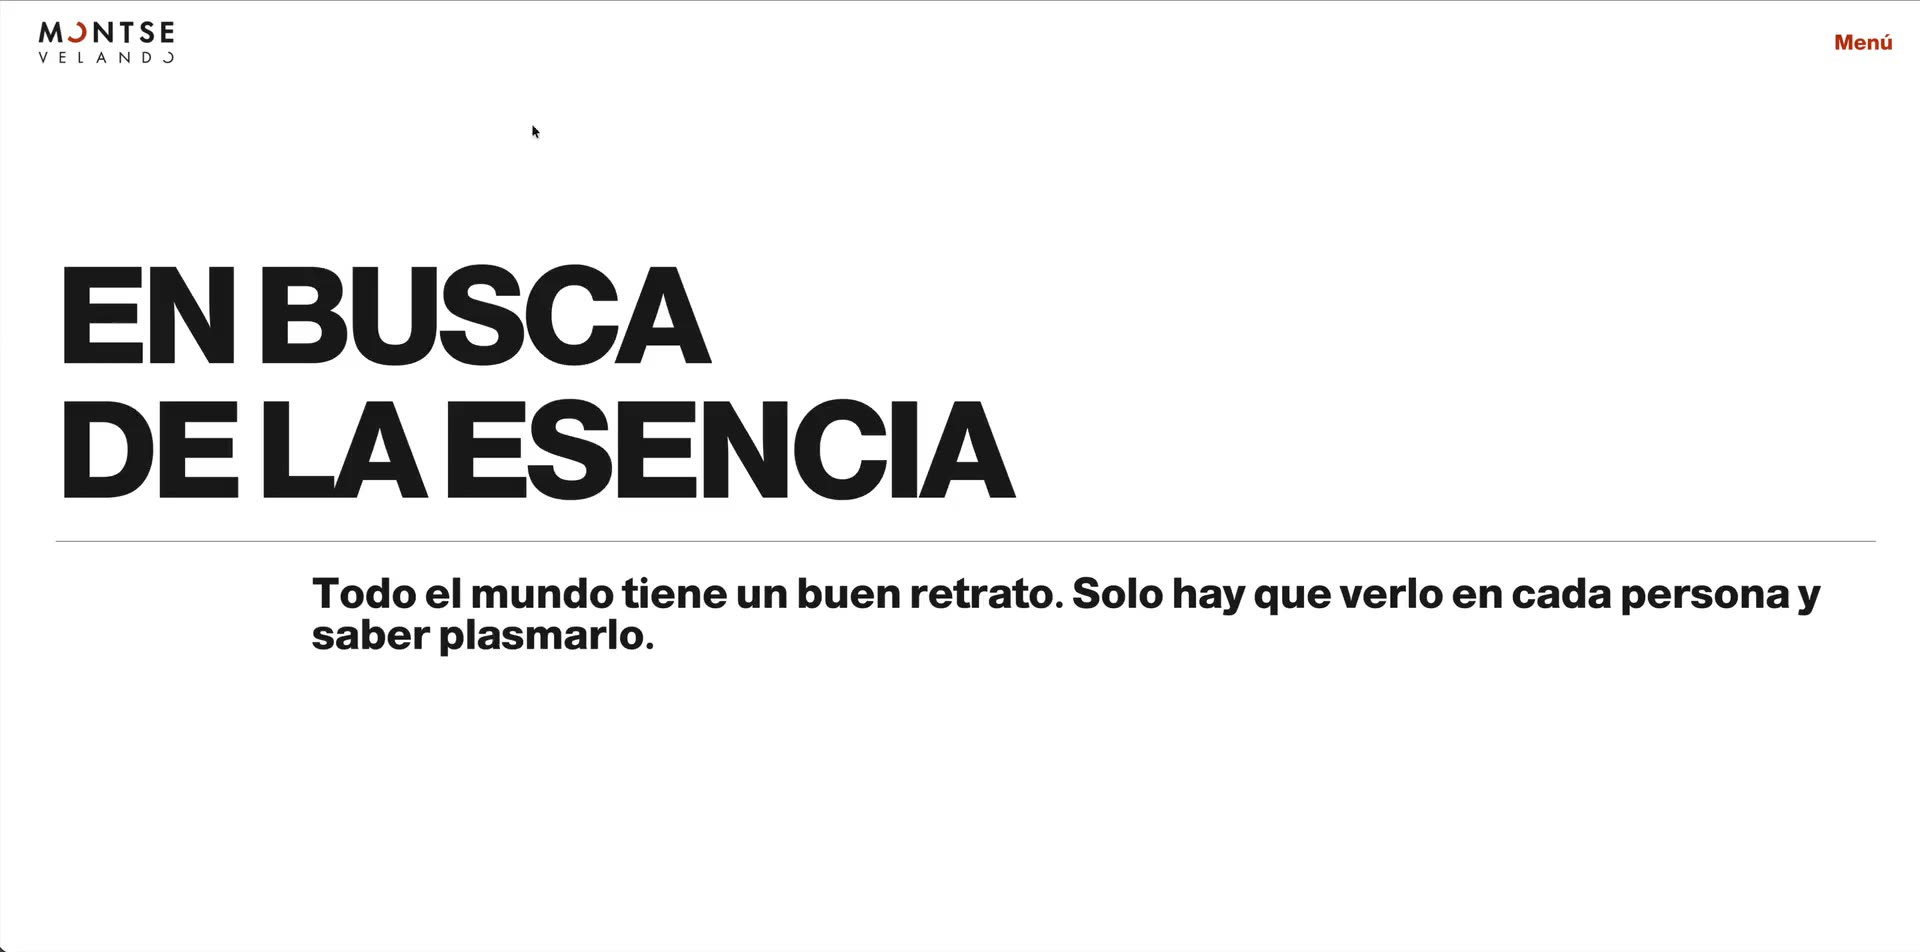 MONTSE
VELANDO
Menú
EN BUSCA
DE LA ESENCIA
Todo el mundo tiene un buen retrato. Solo hay que verlo en cada persona y
saber plasmarlo.